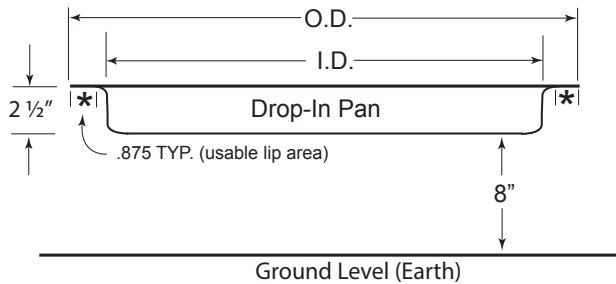 O.D.
I.D.
2 ½"
*
*
Drop-In Pan
.875 TYP. (usable lip area)
8”
Ground Level (Earth)